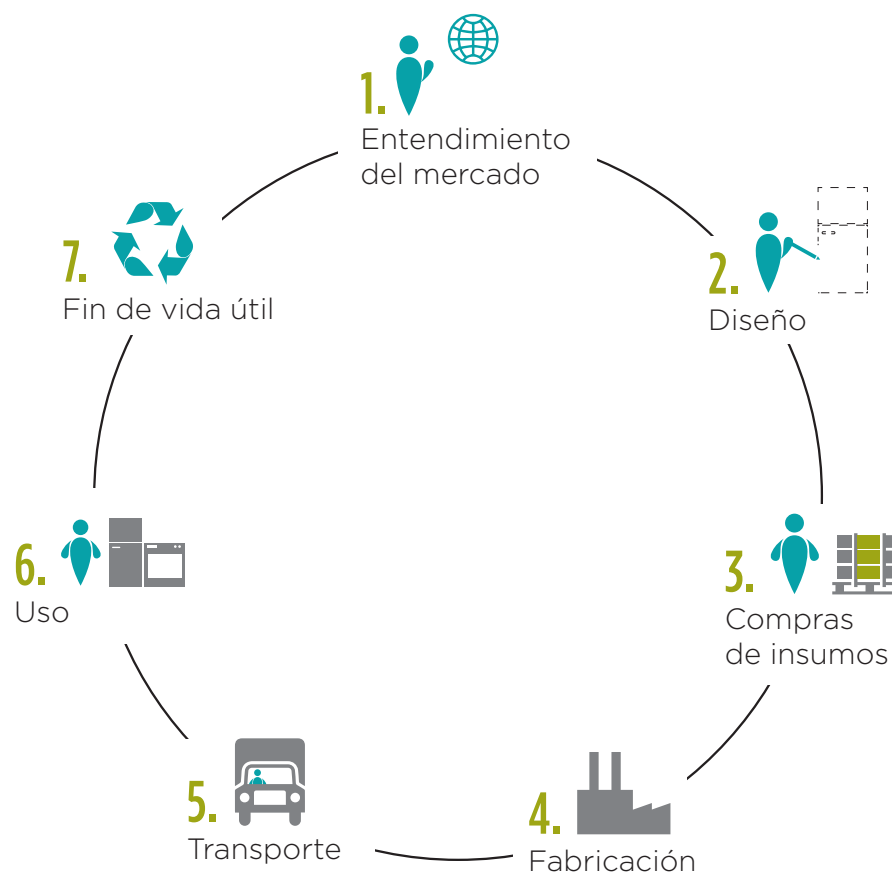 1.
Entendimiento
del mercado
2.
Diseño
3.
Compras
de insumos
4.
Fabricación
5.
Transporte
6.
Uso
7.
Fin de vida útil